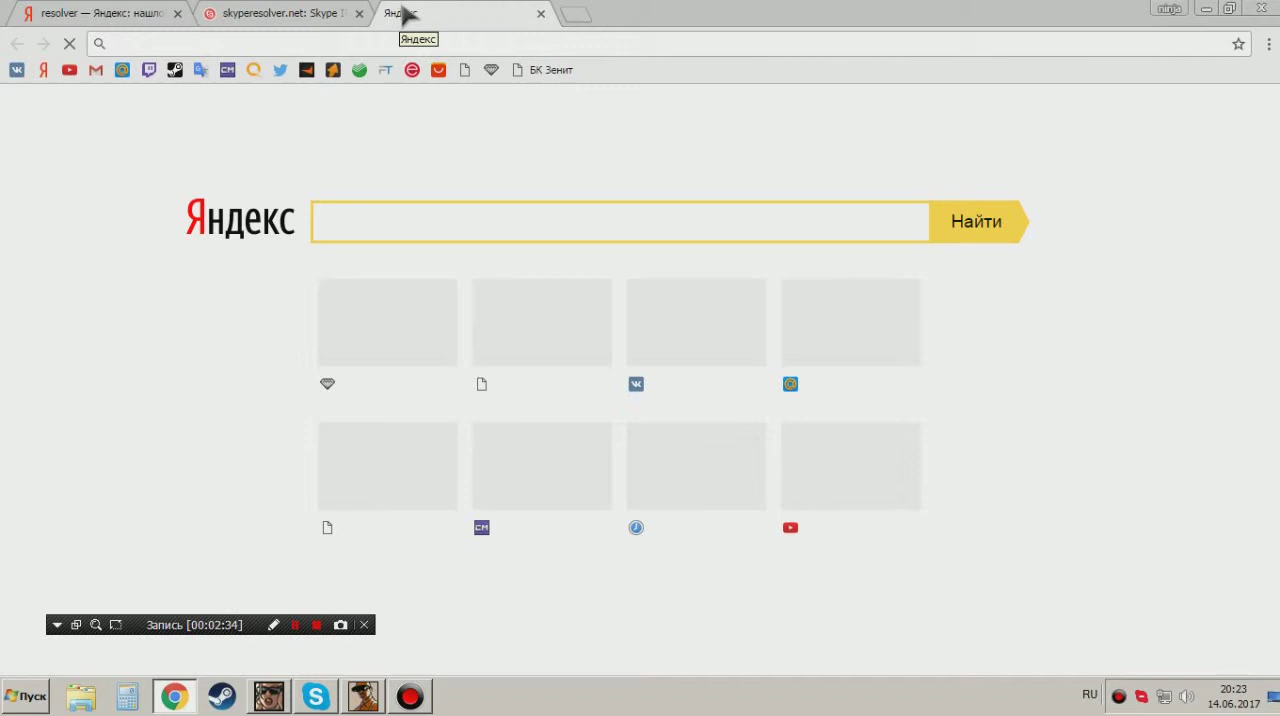 resolver — Яндекс: нашло
skyperesolver.net: Skype I
ninja
Яндекс
БК Зенит
Яндекс
Найти
Запись [00:02:34]
Пуск
RU
20:23
14.06.2017